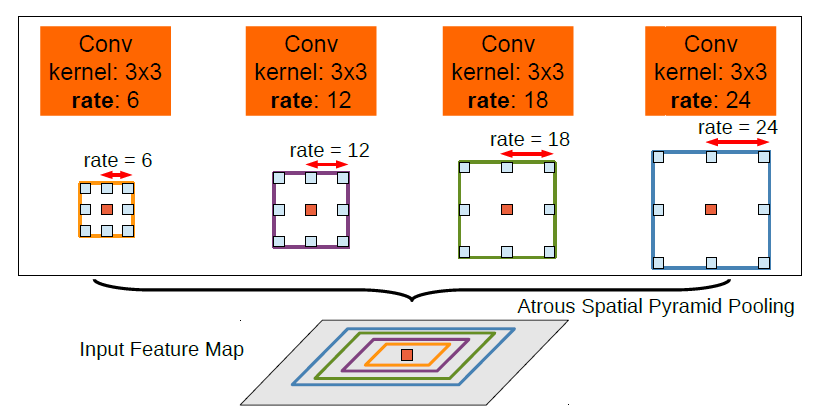 Conv
kernel: 3x3
rate: 6
Conv
kernel: 3x3
rate: 12
Conv
kernel: 3x3
rate: 18
Conv
kernel: 3x3
rate: 24
rate = 6
rate = 12
rate = 18
rate = 24
Atrous Spatial Pyramid Pooling
Input Feature Map